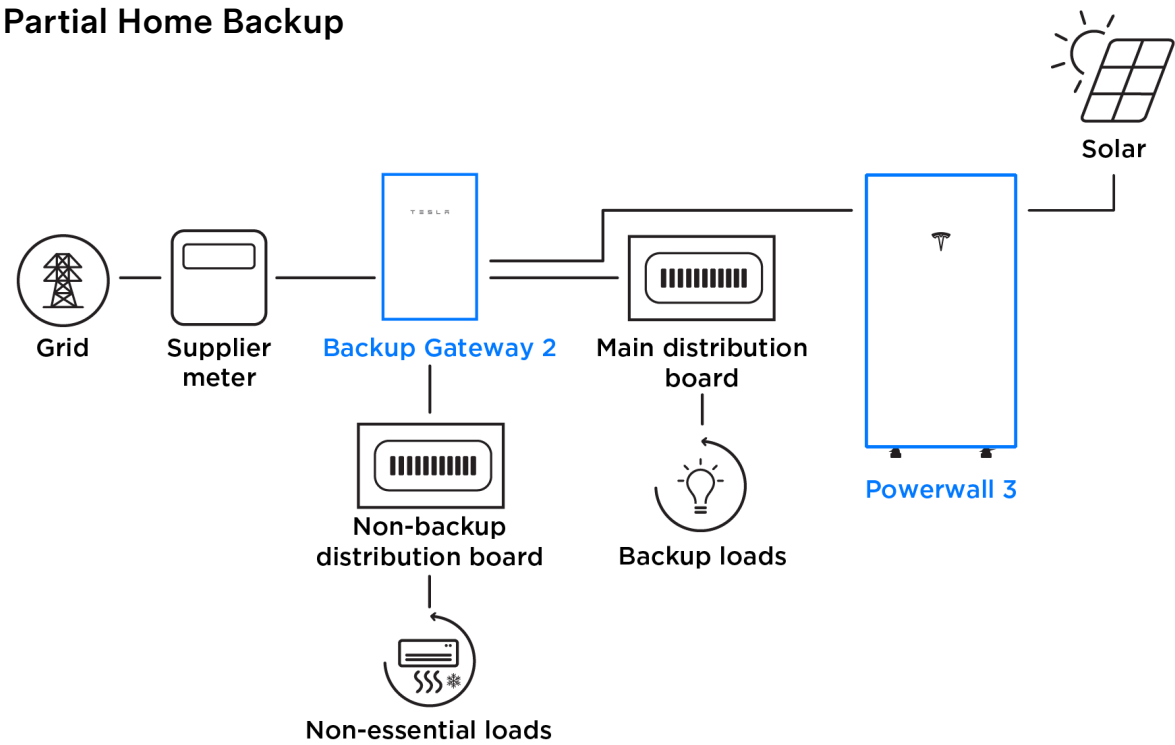 Partial Home Backup
Solar
TESLA
Grid
Supplier
meter
Backup Gateway 2
Main distribution
board
Powerwall 3
Non-backup
distribution board
Backup loads
Non-essential loads